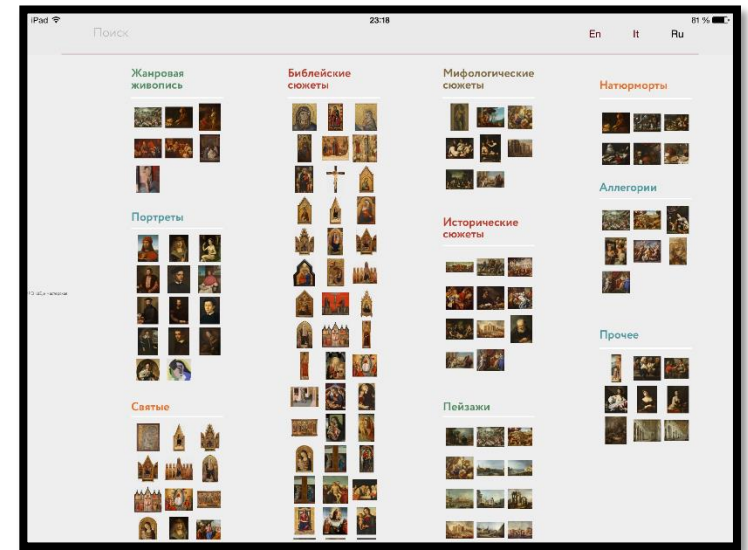 iPad
23:18
81 %
Поиск
En It Ru
Жанровая
живопись
Портреты
Святые
Библейские
сюжеты
Мифологические
сюжеты
Исторические
сюжеты
Пейзажи
Натюрморты
Аллегории
Прочее